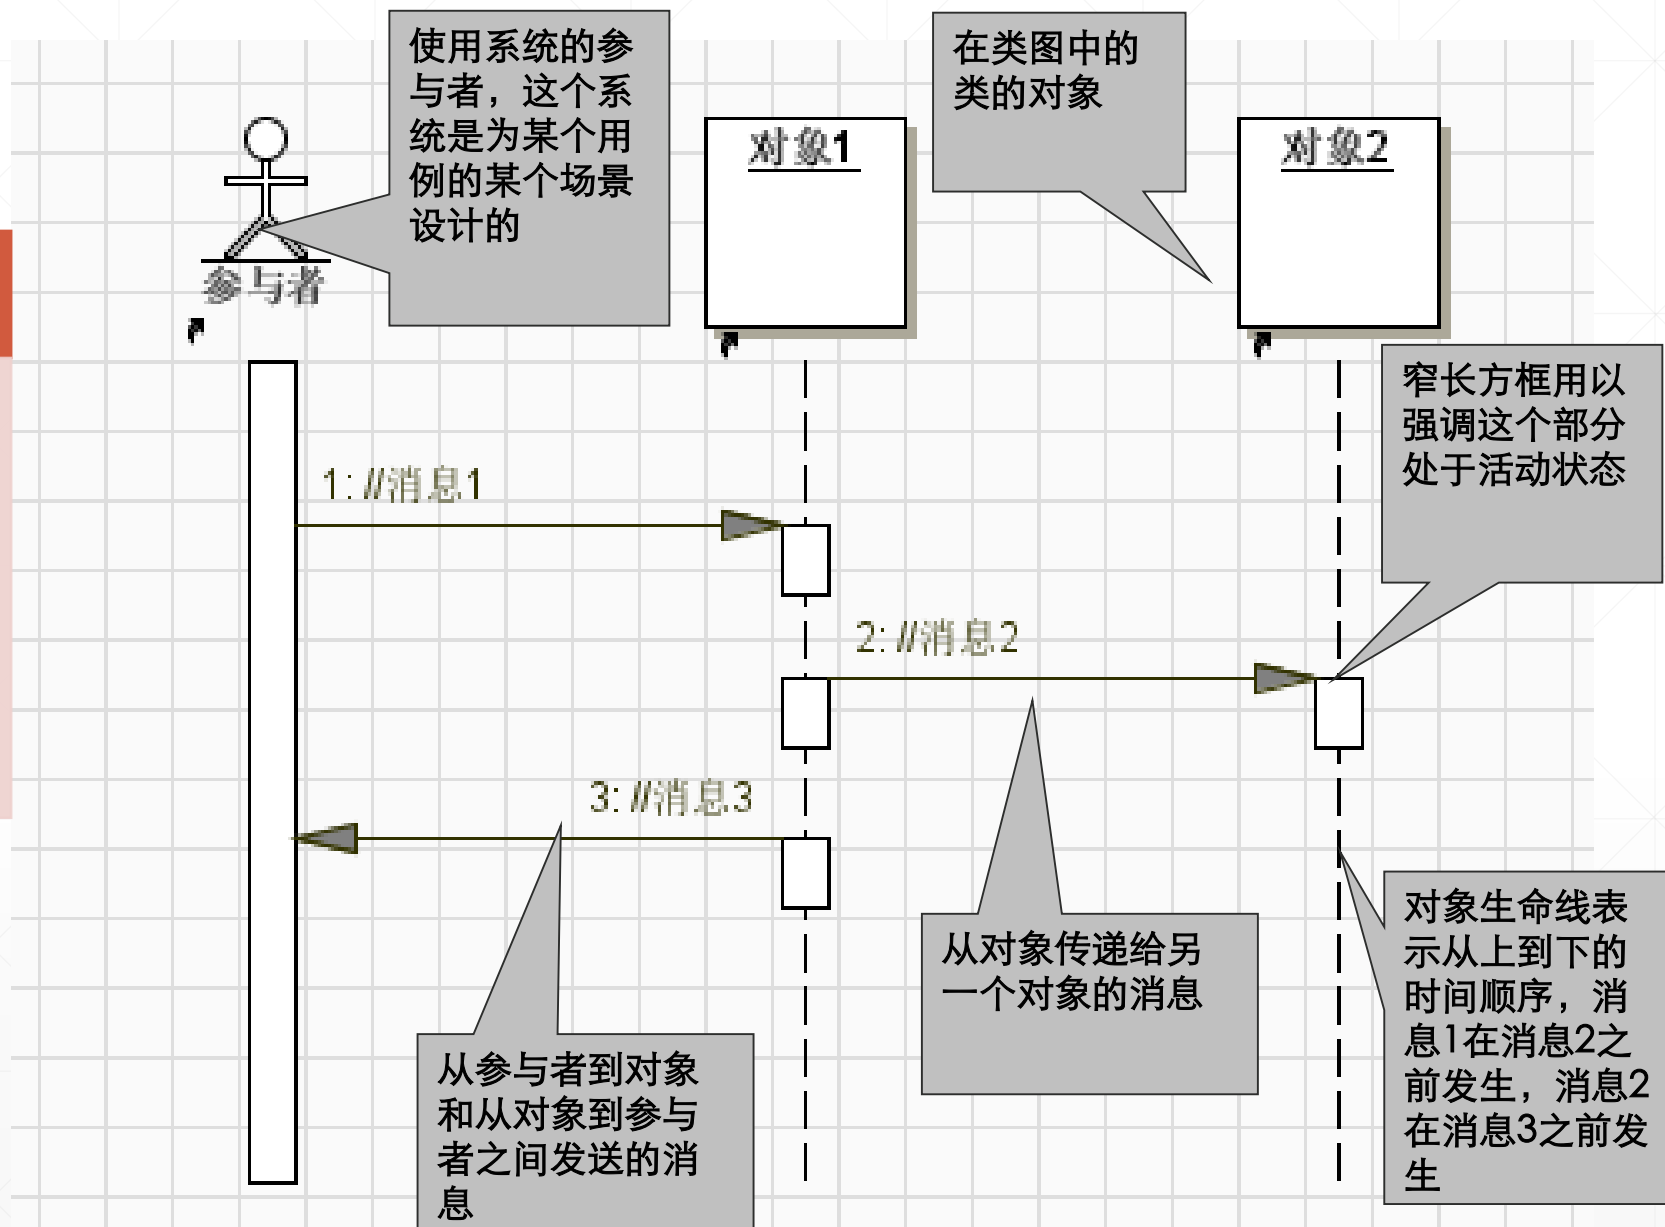 使用系统的参
与者，这个系
统是为某个用
例的某个场景
设计的
在类图中的
类的对象
对象1
对象2
参与者
窄长方框用以
强调这个部分
处于活动状态
1: //消息1
2: //消息2
3: //消息3
从对象传递给另
一个对象的消息
对象生命线表
示从上到下的
时间顺序，消
息1在消息2之
前发生，消息2
在消息3之前发
生
从参与者到对象
和从对象到参与
者之间发送的消
息